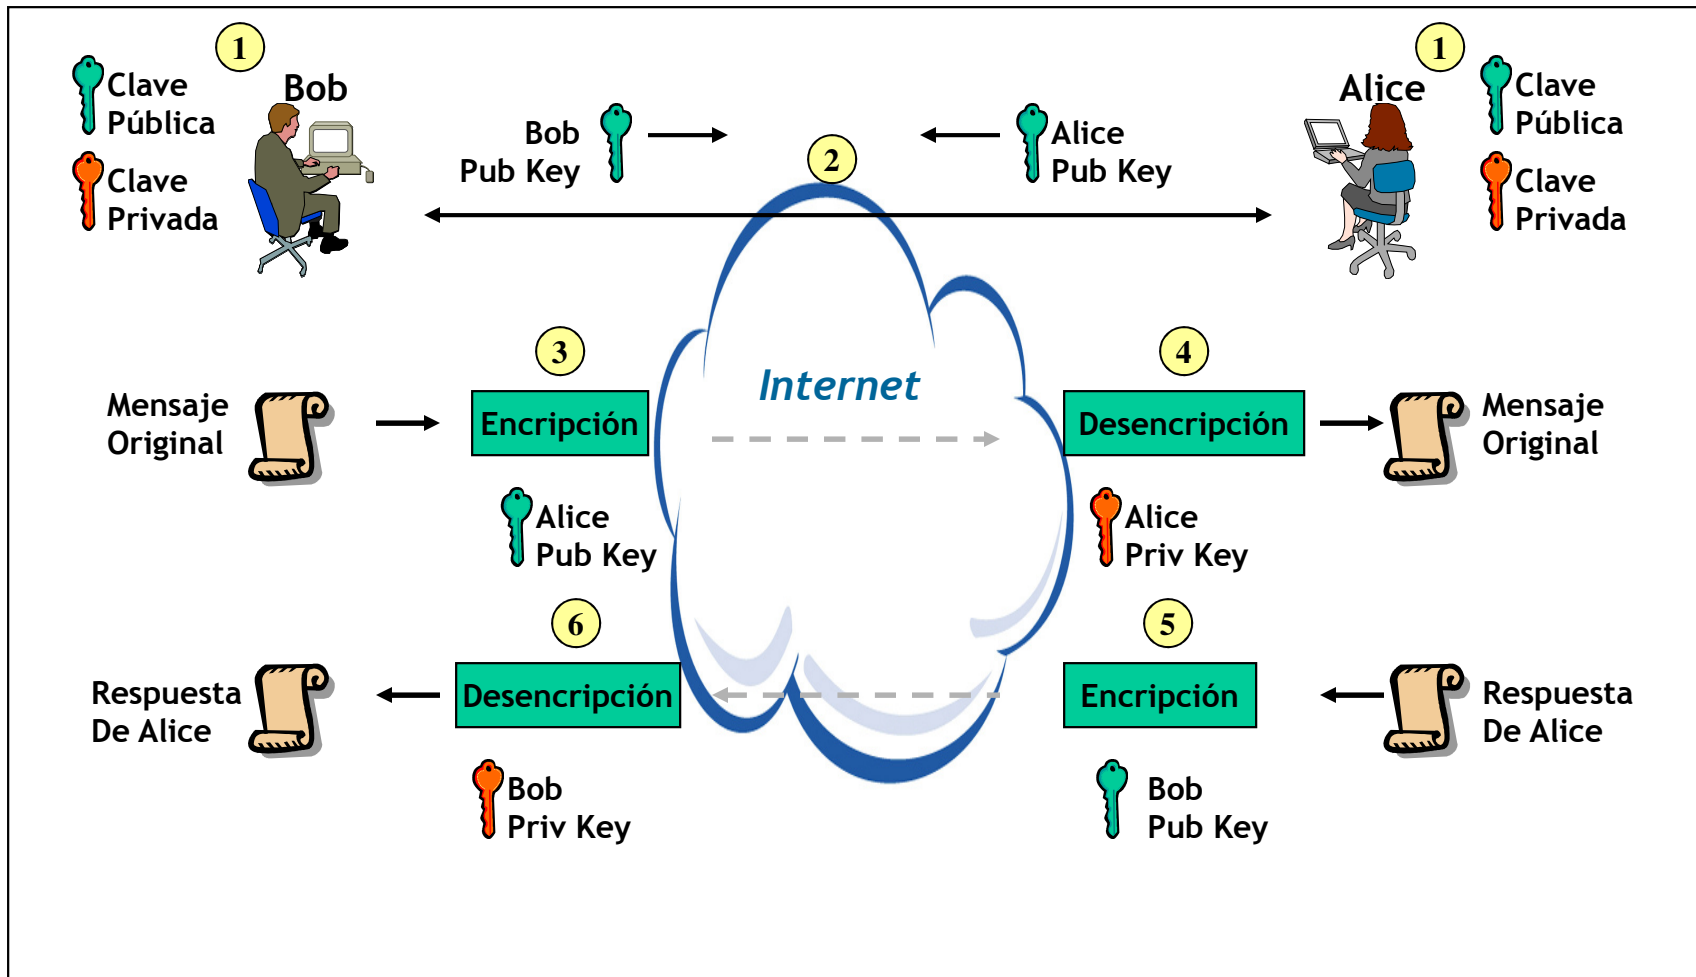 1
Bob
Clave
Pública
Clave
Privada
Bob
Pub Key
2
Alice
Pub Key
1
Alice
Clave
Pública
Clave
Privada
Internet
Mensaje
Original
3
Encripción
Alice
Pub Key
4
Desencripción
Alice
Priv Key
Mensaje
Original
Respuesta
De Alice
6
Desencripción
Bob
Priv Key
5
Encripción
Bob
Pub Key
Respuesta
De Alice